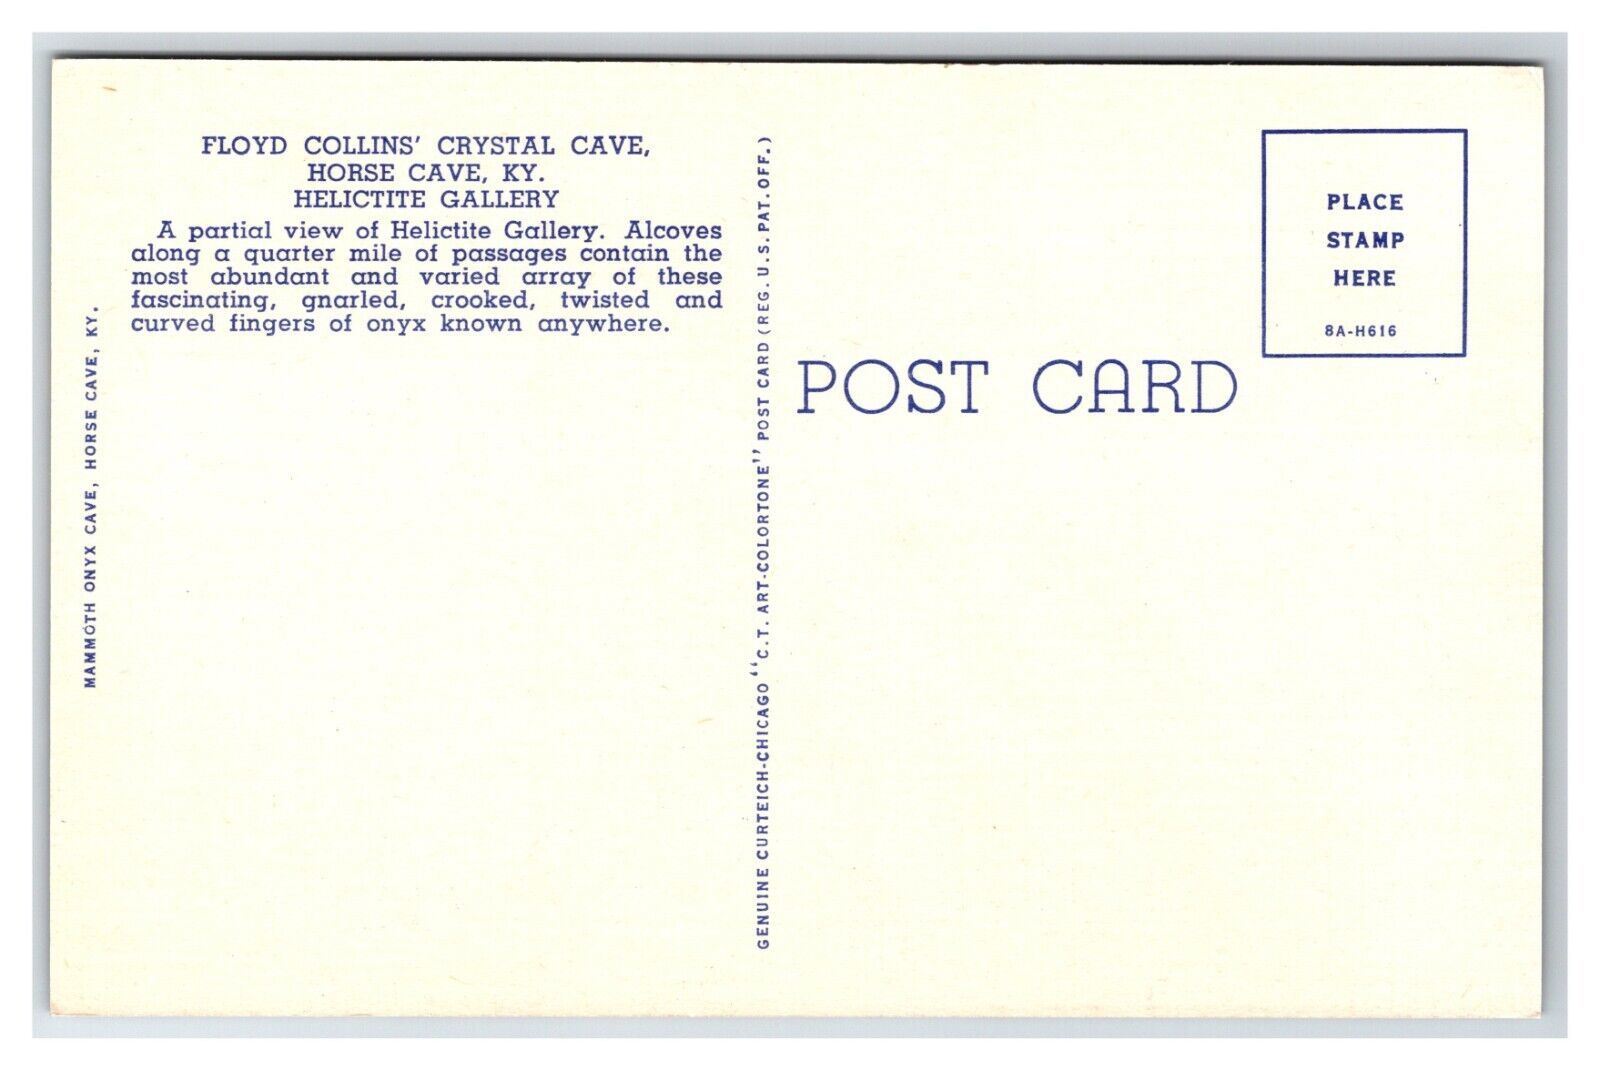 FLOYD COLLINS' CRYSTAL CAVE,
HORSE CAVE, KY.
HELICTITE GALLERY
A partial view of Helictite Gallery. Alcoves
along a quarter mile of passages contain the
most abundant and varied array of these
fascinating, gnarled, crooked, twisted and
curved fingers of onyx known anywhere.
MAMMOTH ONYX CAVE, HORSE CAVE, KY.
GENUINE CURTEICH-CHICAGO "C.T. ART-COLORTONE" POST CARD (REG. U.S. PAT. OFF.)
POST CARD
PLACE
STAMP
HERE
8A-H616